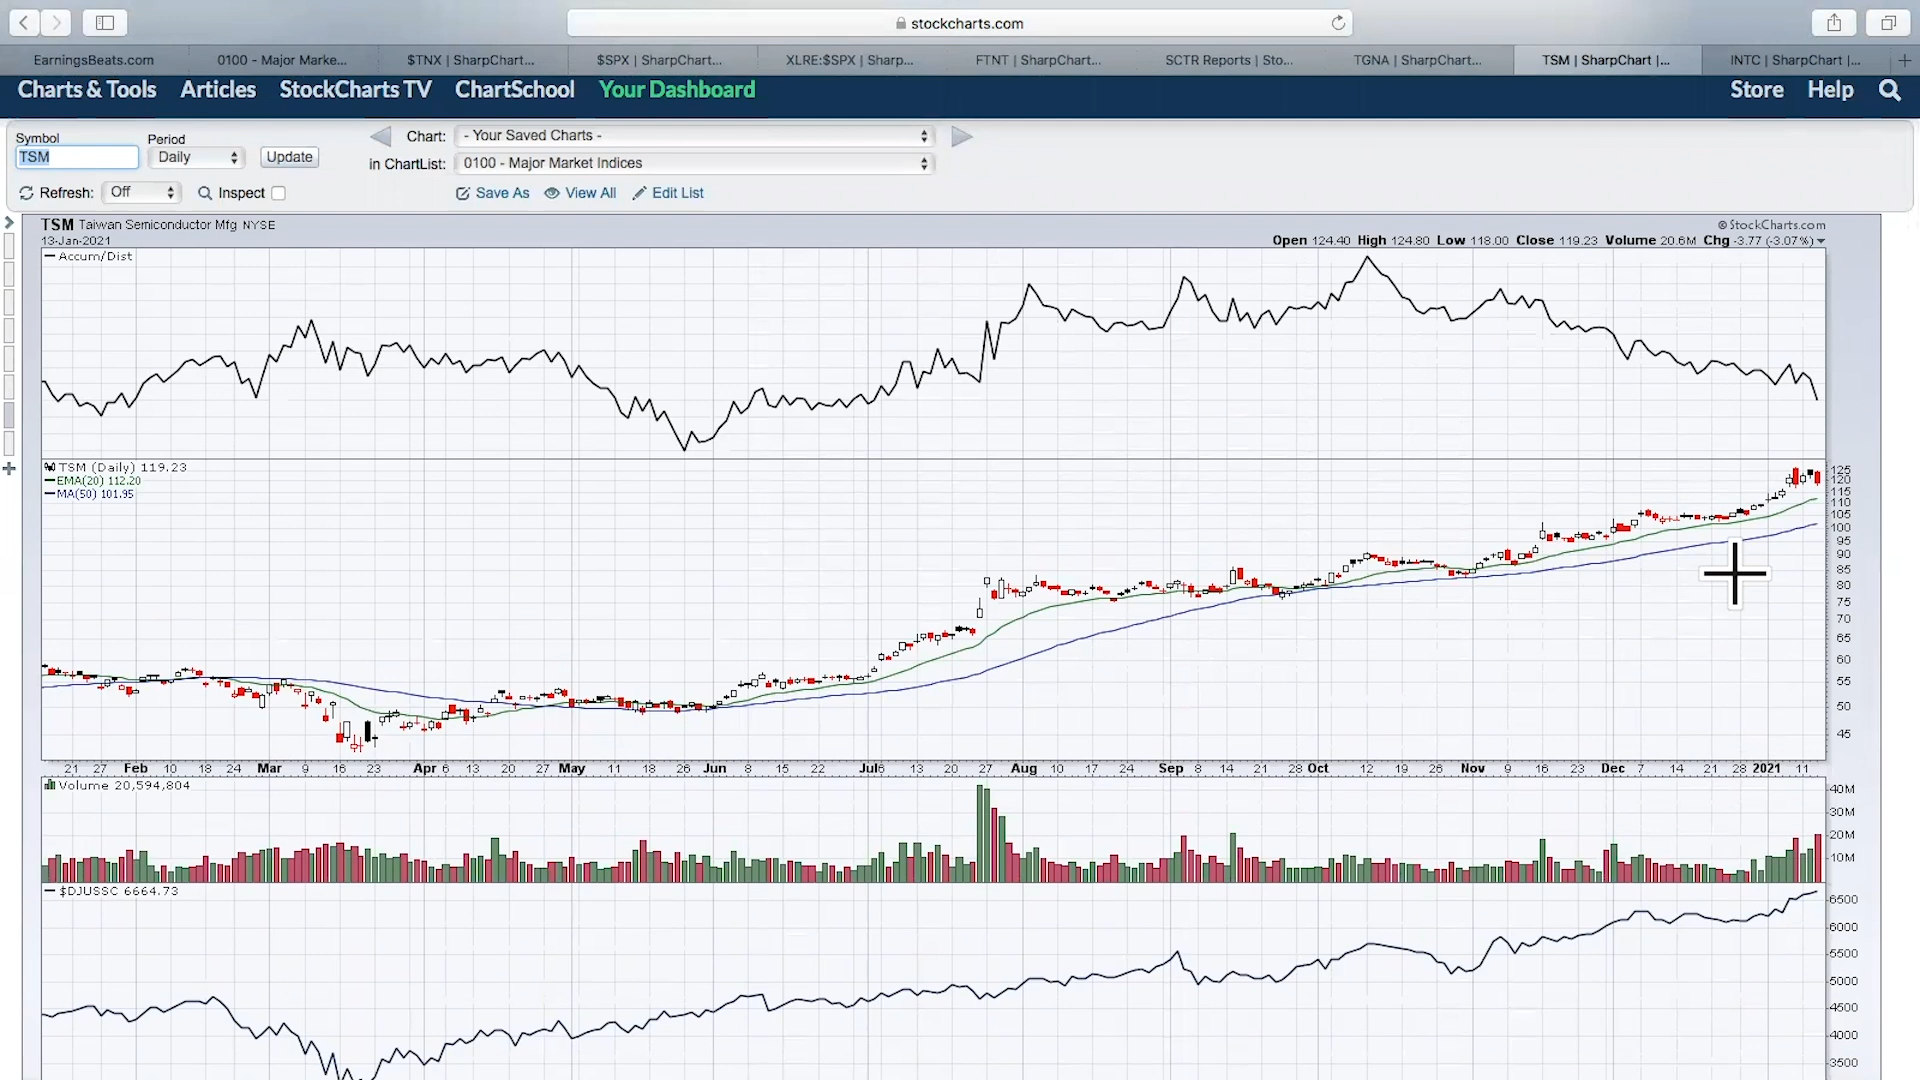 stockcharts.com
EarningsBeats.com
0100 - Major Marke...
$TNX | SharpChart...
$SPX | SharpChart...
XLRE:$SPX | Sharp...
FTNT | SharpChart...
SCTR Reports | Sto...
TGNA | SharpChart...
TSM | SharpChart |...
INTC | SharpChart |...
Charts & Tools Articles StockCharts TV ChartSchool Your Dashboard Store Help
Symbol Period Chart: - Your Saved Charts -
TSM Daily Update in ChartList: 0100 - Major Market Indices
Refresh: Off Inspect Save As View All Edit List
TSM Taiwan Semiconductor Mfg NYSE © StockCharts.com
13-Jan-2021 Open 124.40 High 124.80 Low 118.00 Close 119.23 Volume 20.6M Chg -3.77 (-3.07%)
Accum/Dist
TSM (Daily) 119.23
EMA(20) 112.20
MA(50) 101.95
125
120
115
110
105
100
95
90
85
80
75
70
65
60
55
50
45
21 27 Feb 10 18 24 Mar 9 16 23 Apr 6 13 20 27 May 11 18 26 Jun 8 15 22 Jul 6 13 20 27 Aug 10 17 24 Sep 8 14 21 28 Oct 12 19 26 Nov 9 16 23 Dec 7 14 21 28 2021 11
Volume 20,594,804
40M
30M
20M
10M
$DJUSSC 6664.73
6500
6000
5500
5000
4500
4000
3500